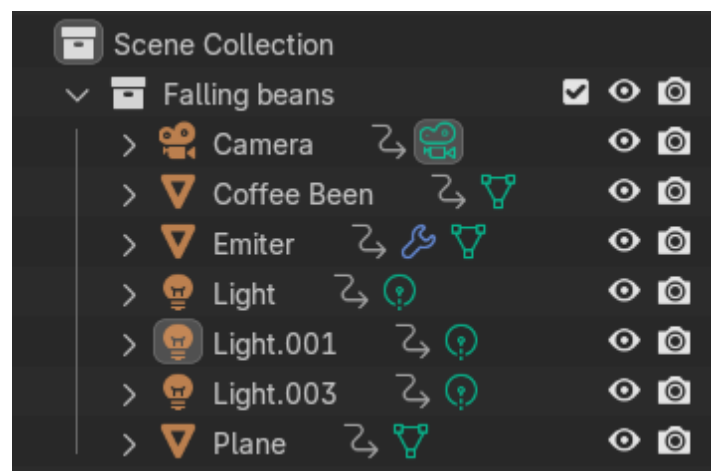 Scene Collection
Falling beans
Camera
Coffee Been
Emiter
Light
Light.001
Light.003
Plane